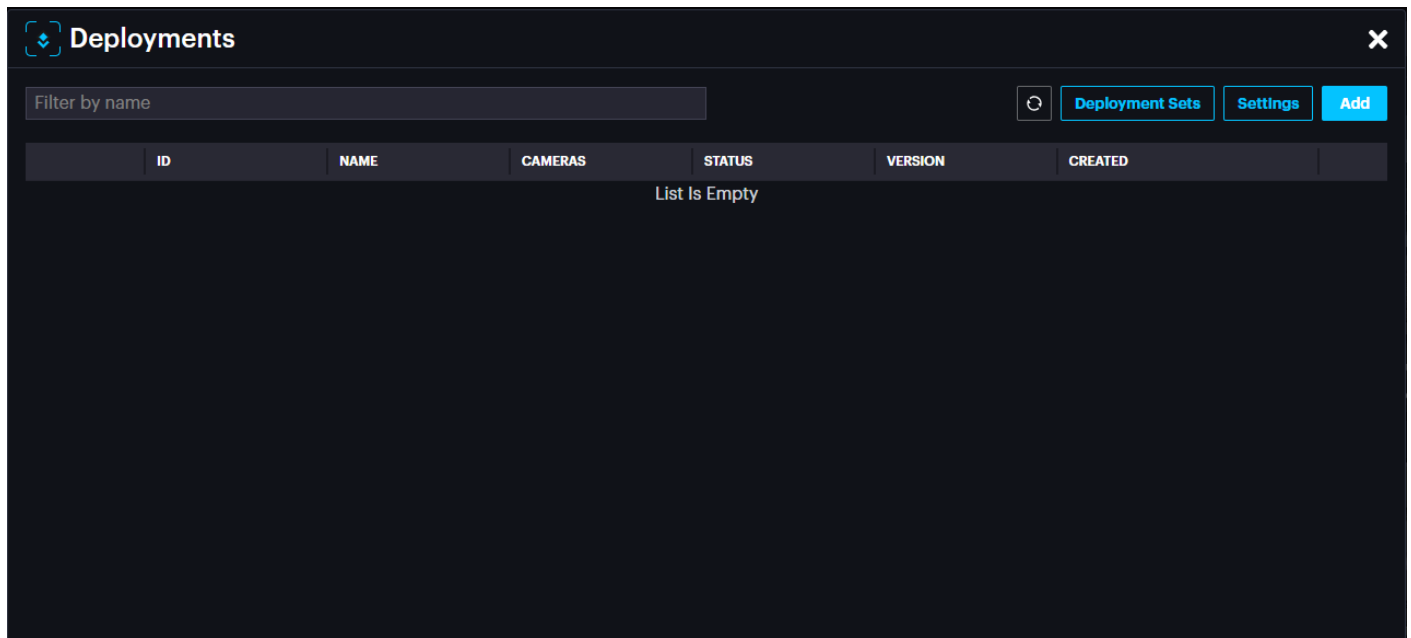 Deployments
Filter by name
Deployment Sets
Settings
Add
ID NAME CAMERAS STATUS VERSION CREATED
List Is Empty